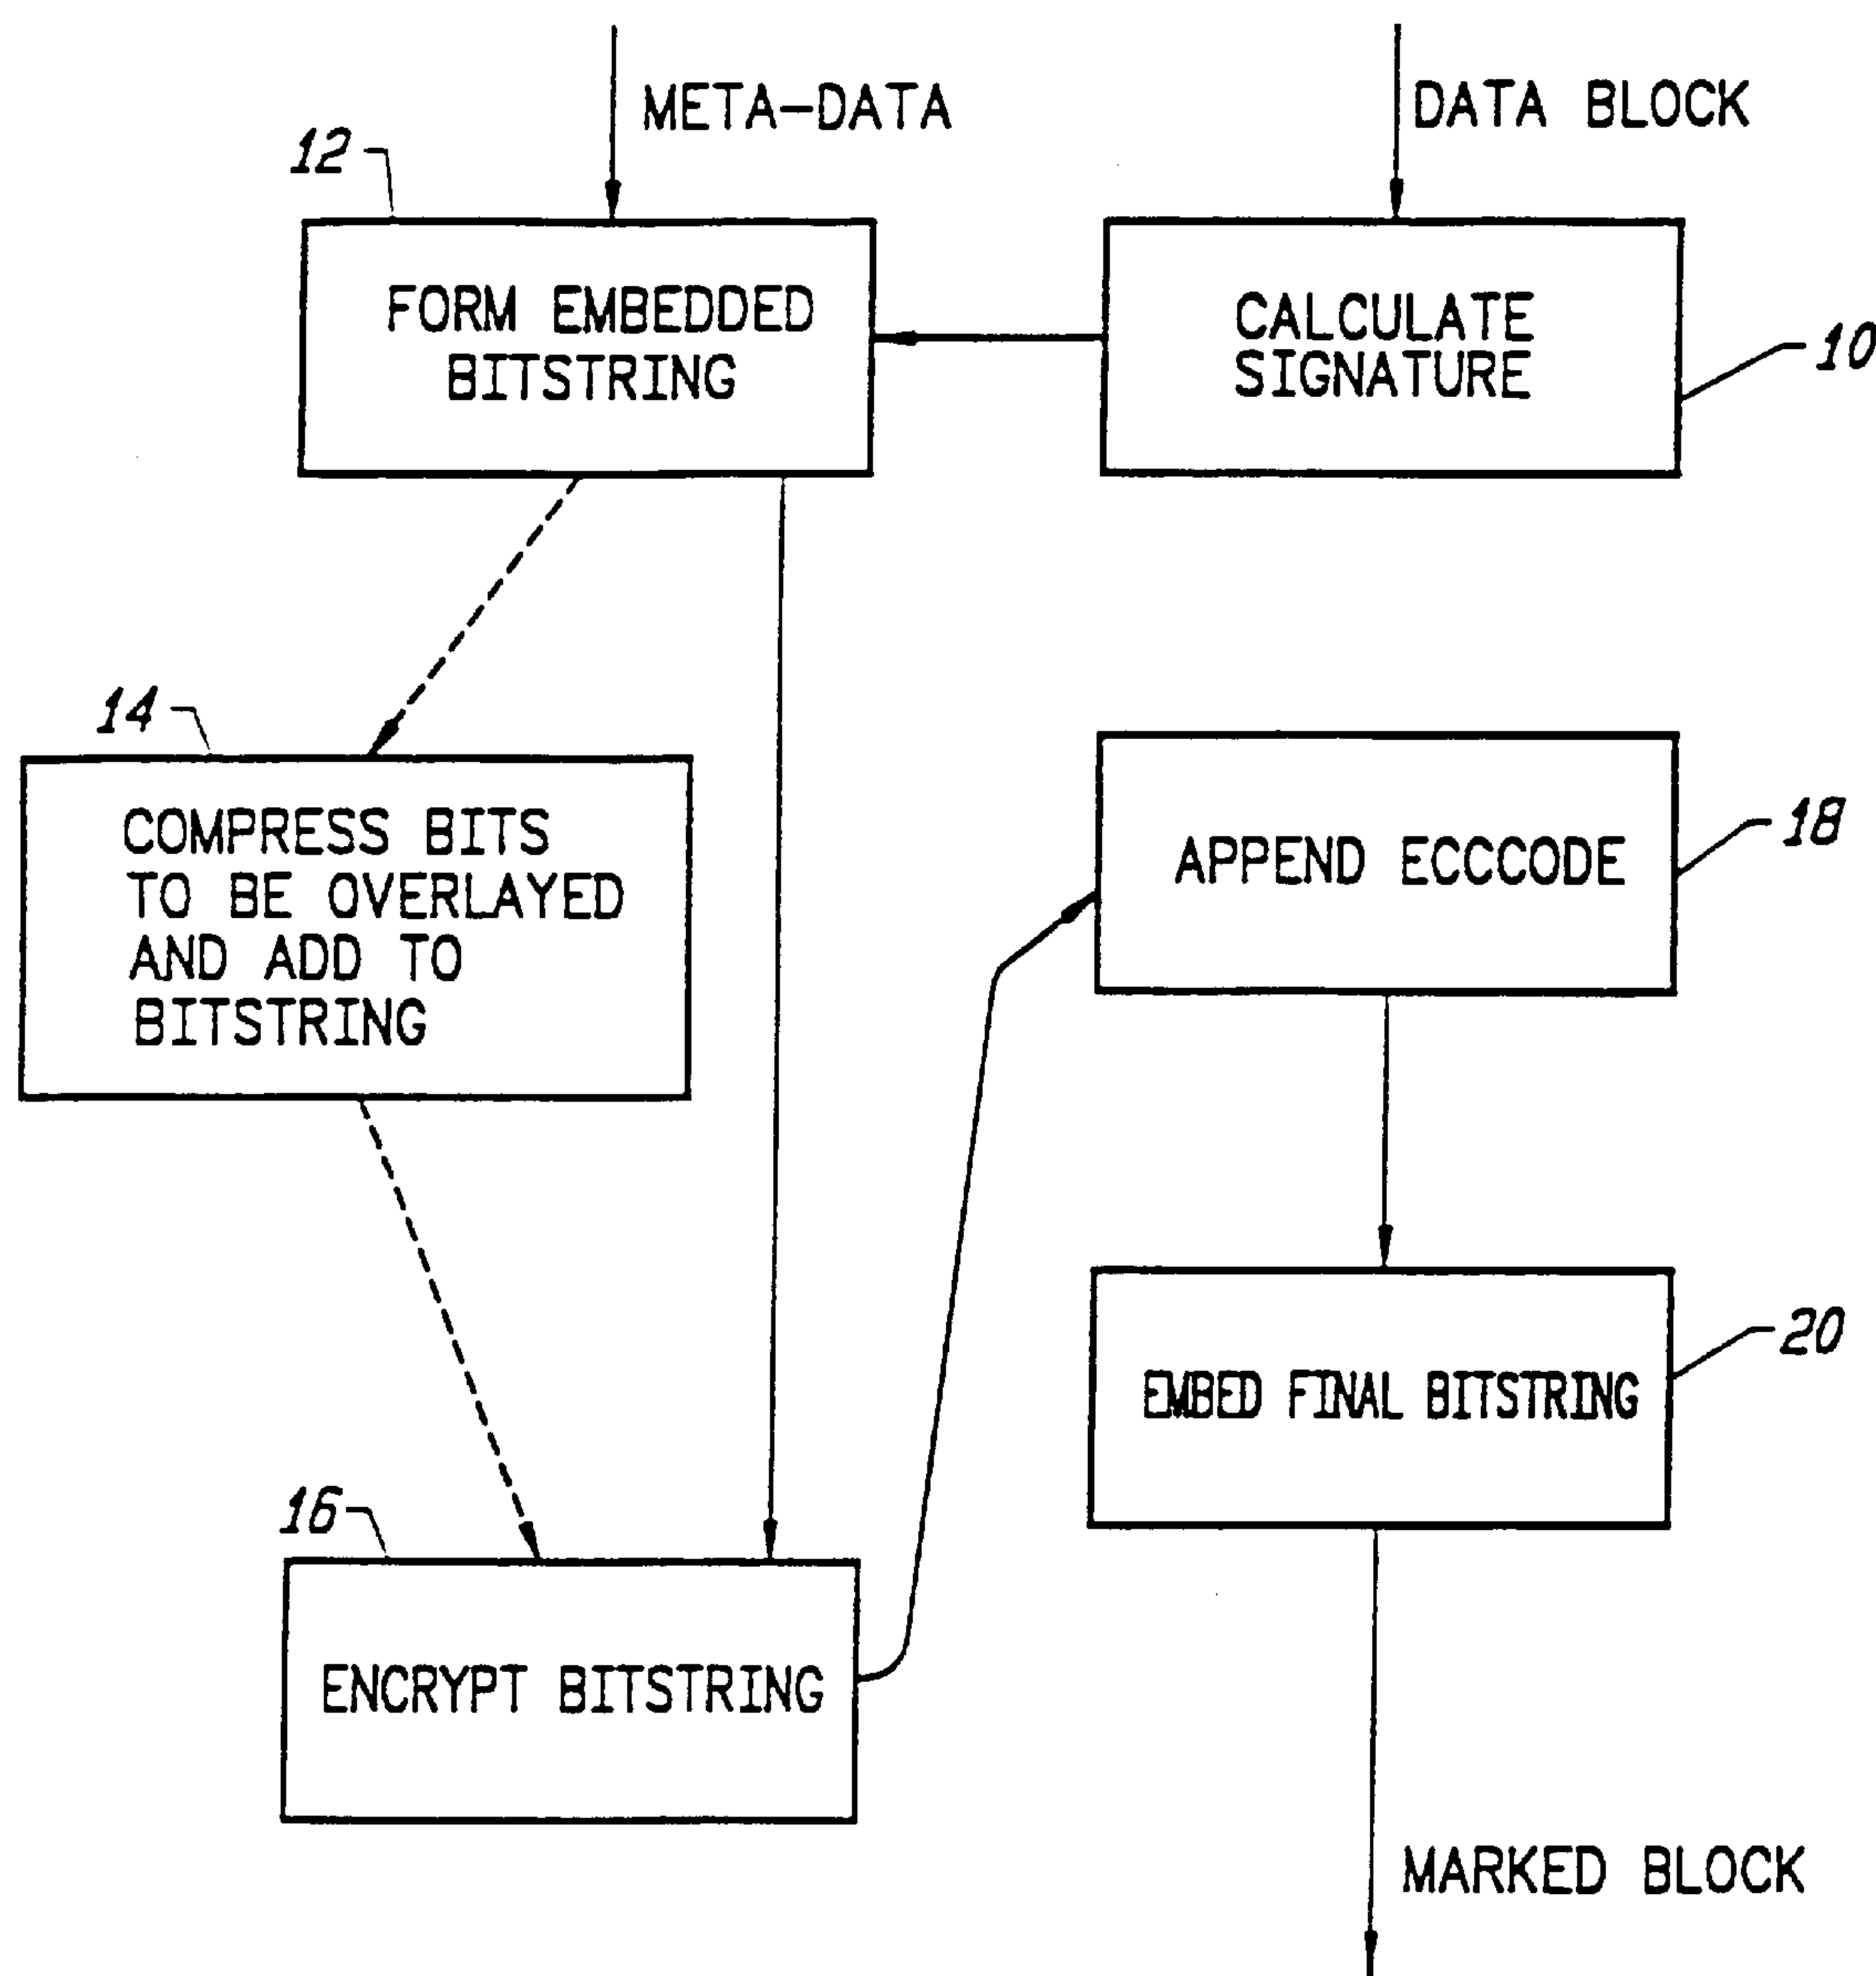 META-DATA
DATA BLOCK
12
FORM EMBEDDED
BITSTRING
CALCULATE
SIGNATURE
10
14
COMPRESS BITS
TO BE OVERLAYED
AND ADD TO
BITSTRING
APPEND ECCCODE
18
EMBED FINAL BITSTRING
20
16
ENCRYPT BITSTRING
MARKED BLOCK